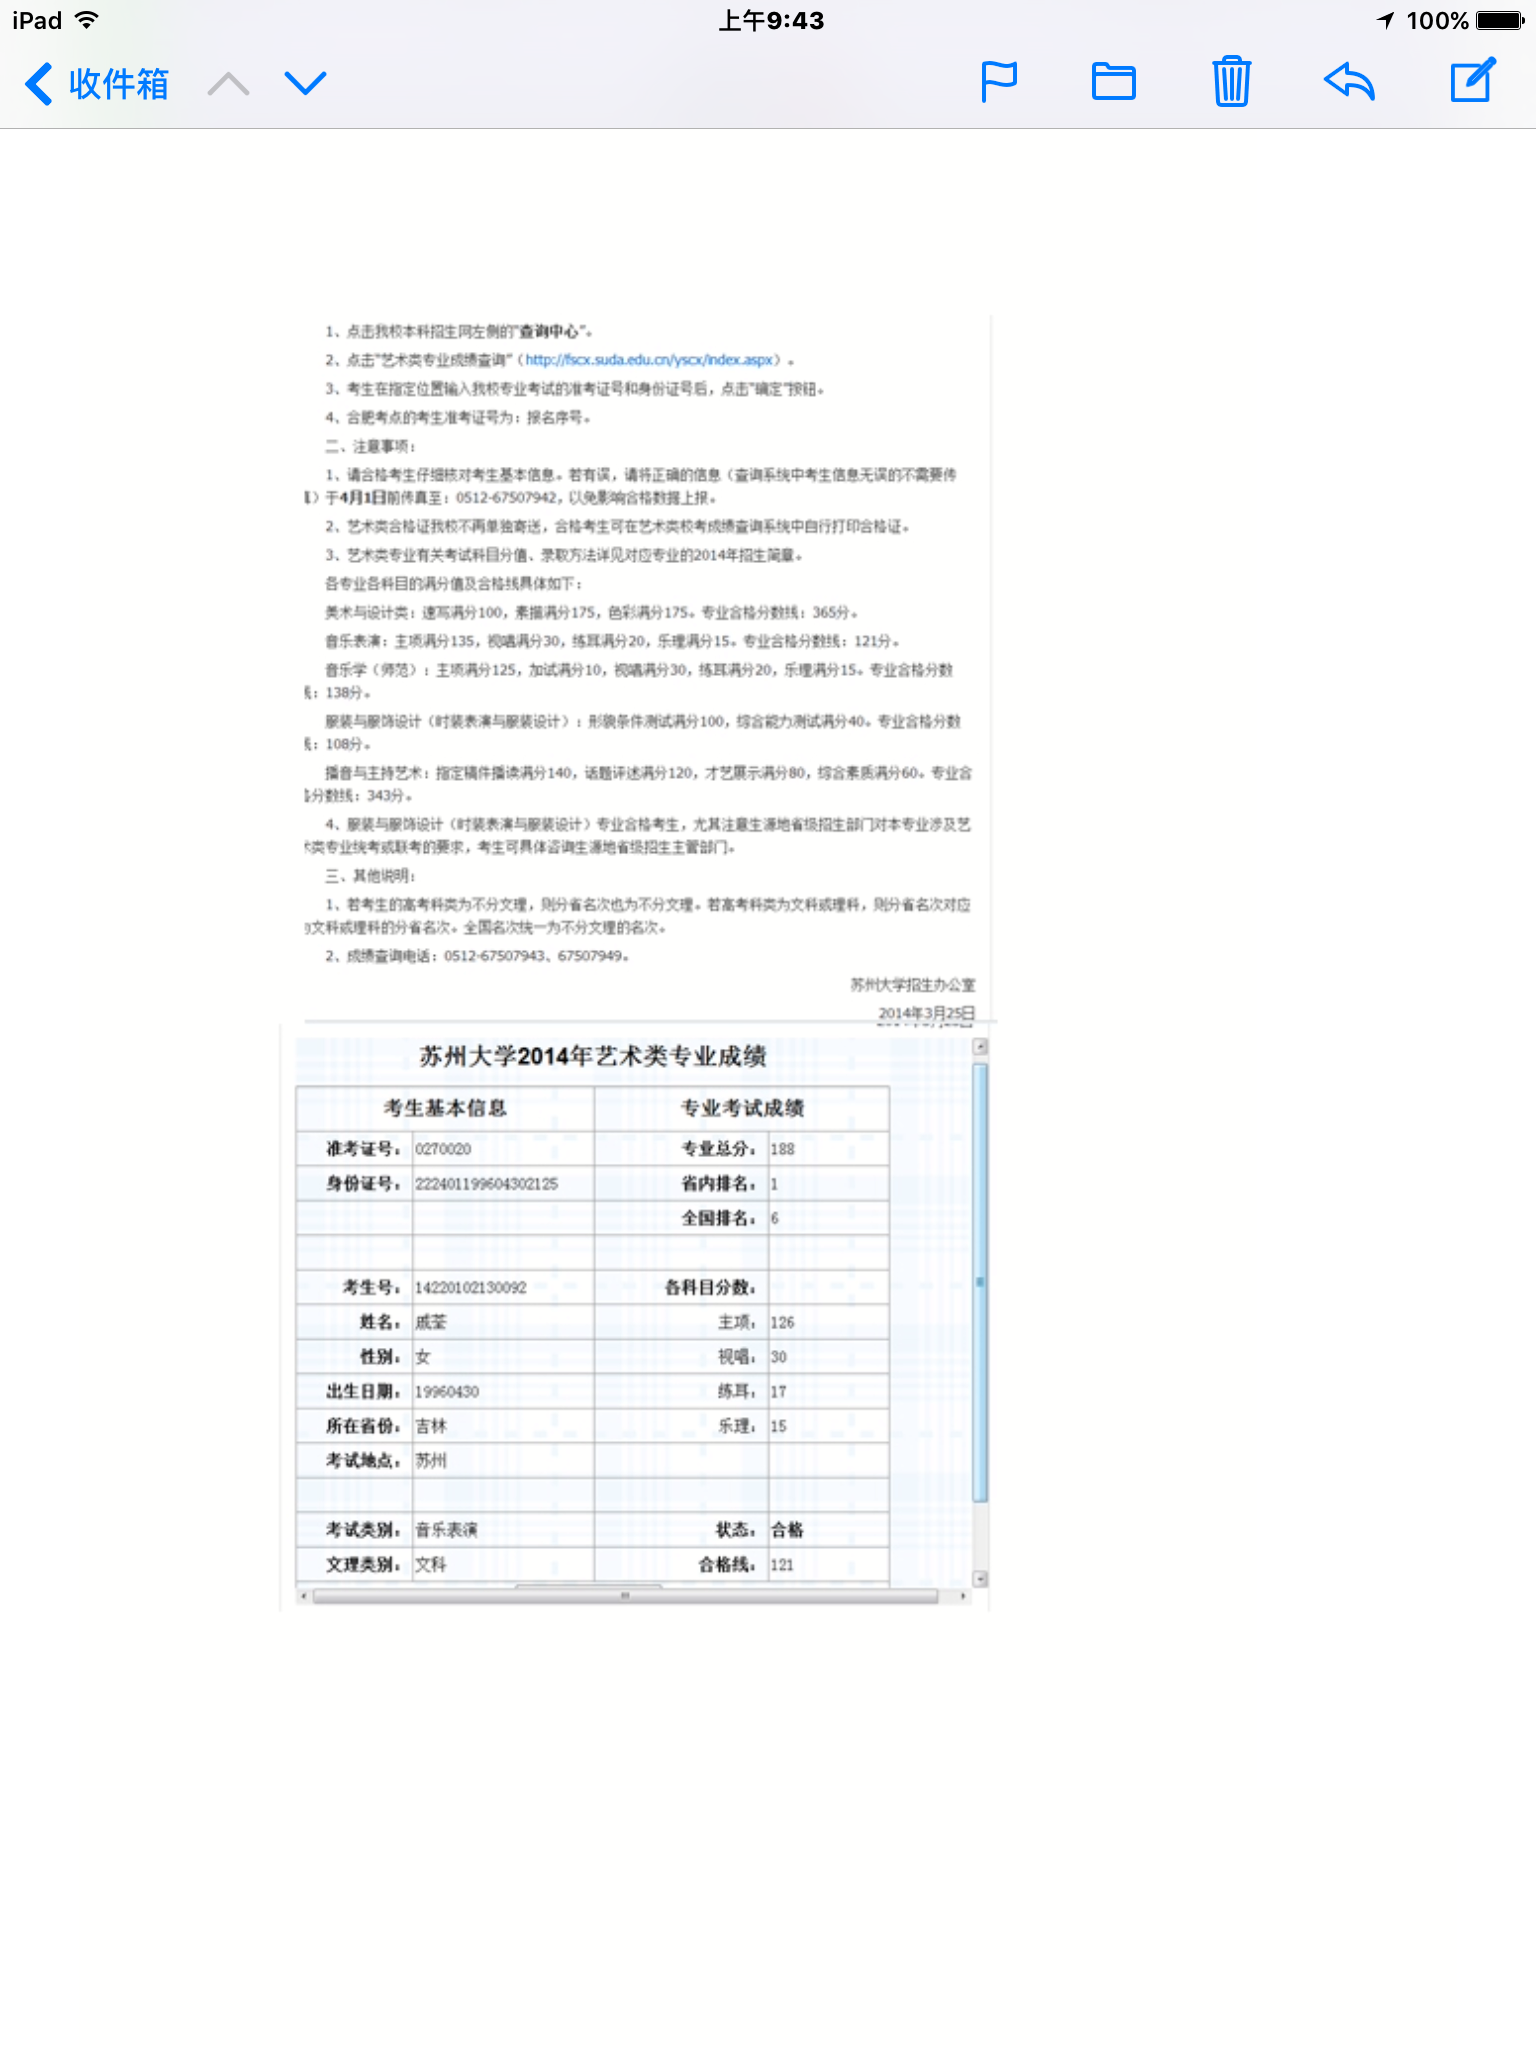 iPad 上午9:43 100%
收件箱
1、点击我校本科招生网左侧的"查询中心"。
2、点击"艺术类专业成绩查询"（http://fscx.suda.edu.cn/yscx/index.aspx）。
3、考生在指定位置输入我校专业考试的准考证号和身份证号后，点击"确定"按钮。
4、合肥考点的考生准考证号为：报名序号。
二、注意事项：
1、请合格考生仔细核对考生基本信息。若有误，请将正确的信息（查询系统中考生信息无误的不需要传
）于4月1日前传真至：0512-67507942，以免影响合格数据上报。
2、艺术类合格证我校不再单独寄送，合格考生可在艺术类校考成绩查询系统中自行打印合格证。
3、艺术类专业有关考试科目分值、录取方法详见对应专业的2014年招生简章。
各专业各科目的满分值及合格线具体如下：
美术与设计类：速写满分100，素描满分175，色彩满分175。专业合格分数线：365分。
音乐表演：主项满分135，视唱满分30，练耳满分20，乐理满分15。专业合格分数线：121分。
音乐学（师范）：主项满分125，加试满分10，视唱满分30，练耳满分20，乐理满分15。专业合格分数
：138分。
服装与服饰设计（时装表演与服装设计）：形貌条件测试满分100，综合能力测试满分40。专业合格分数
：108分。
播音与主持艺术：指定稿件播读满分140，话题评述满分120，才艺展示满分80，综合素质满分60。专业合
分数线：343分。
4、服装与服饰设计（时装表演与服装设计）专业合格考生，尤其注意生源地省级招生部门对本专业涉及艺
类专业统考或联考的要求，考生可具体咨询生源地省级招生主管部门。
三、其他说明：
1、若考生的高考科类为不分文理，则分省名次也为不分文理。若高考科类为文科或理科，则分省名次对应
文科或理科的分省名次。全国名次统一为不分文理的名次。
2、成绩查询电话：0512-67507943、67507949。
苏州大学招生办公室
2014年3月25日
苏州大学2014年艺术类专业成绩
考生基本信息 专业考试成绩
准考证号： 0270020 专业总分： 188
身份证号： 222401199604302125 省内排名： 1
全国排名： 6
考生号： 14220102130092 各科目分数：
姓名： 戚荃 主项： 126
性别： 女 视唱： 30
出生日期： 19960430 练耳： 17
所在省份： 吉林 乐理： 15
考试地点： 苏州
考试类别： 音乐表演 状态： 合格
文理类别： 文科 合格线： 121